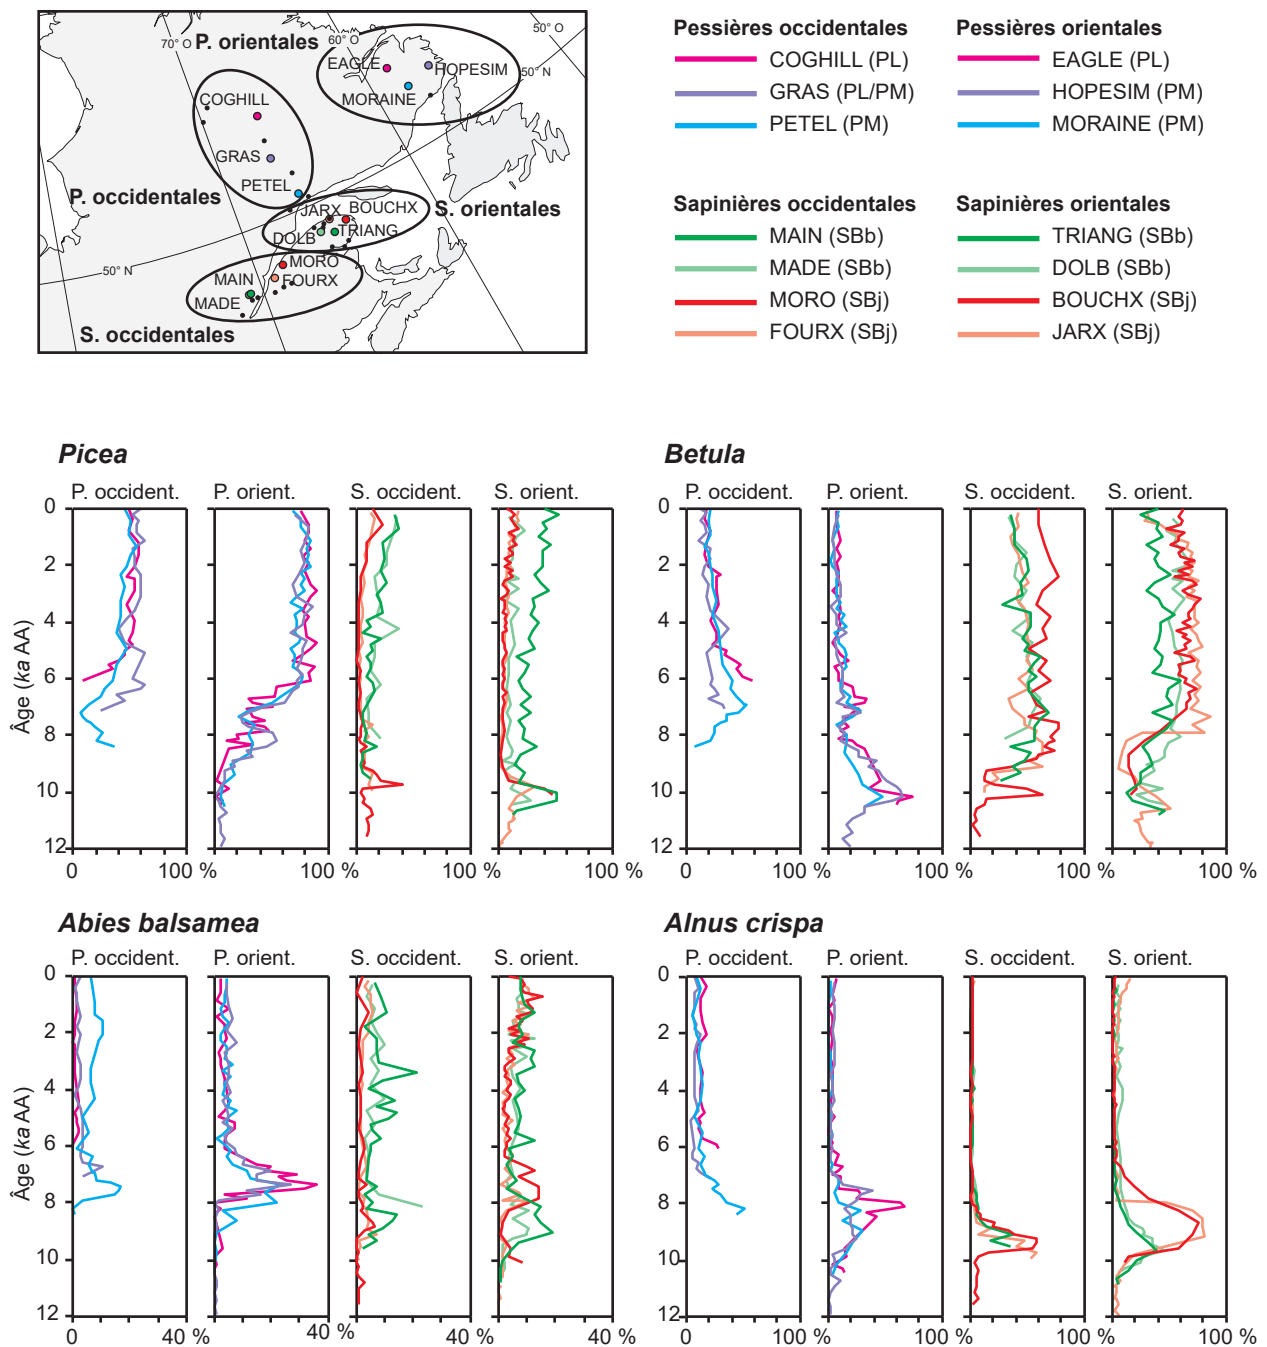 50° O
70° O
P. orientales
60° O
EAGLE
HOPESIM
50° N
MORAINE
COGHILL
GRAS
PETEL
P. occidentales
JARX
BOUCHX
S. orientales
DOLB
TRIANG
50° N
MORO
MAIN
FOURX
MADE
S. occidentales
Pessières occidentales
COGHILL (PL)
GRAS (PL/PM)
PETEL (PM)
Pessières orientales
EAGLE (PL)
HOPESIM (PM)
MORAINE (PM)
Sapinières occidentales
MAIN (SBb)
MADE (SBb)
MORO (SBj)
FOURX (SBj)
Sapinières orientales
TRIANG (SBb)
DOLB (SBb)
BOUCHX (SBj)
JARX (SBj)
Picea
P. occident. P. orient. S. occident. S. orient.
Âge (ka AA)
0
2
4
6
8
10
12
0 100 % 100 % 100 % 100 %
Betula
P. occident. P. orient. S. occident. S. orient.
0 100 % 100 % 100 % 100 %
Abies balsamea
P. occident. P. orient. S. occident. S. orient.
Âge (ka AA)
0
2
4
6
8
10
12
0 40 % 40 % 40 % 40 %
Alnus crispa
P. occident. P. orient. S. occident. S. orient.
0 100 % 100 % 100 % 100 %